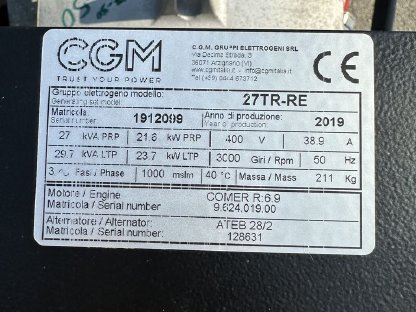 CGM
TRUST YOUR POWER
C.G.M. GRUPPI ELETTROGENI SRL
Via Decima Strada, 3
36071 Arzignano (VI)
www.cgmitalia.it - info@cgmitalia.it
CE
Gruppo elettrogeno modello:
Generating set model:
27TR-RE
Matricola:
Serial number
1912099
Anno di produzione:
Year of production:
2019
27 kVA PRP 21.6 kW PRP 400 V 38.9 A
29.7 kVA LTP 23.7 kW LTP 3000 Giri / Rpm 50 Hz
3 Fasi / Phase 1000 mslm 40 °C Massa / Mass 211 Kg
Motore / Engine COMER R:6.9
Matricola / Serial number 9.624.019.00
Alternatore / Alternator: ATEB 28/2
Matricola / Serial number 128631